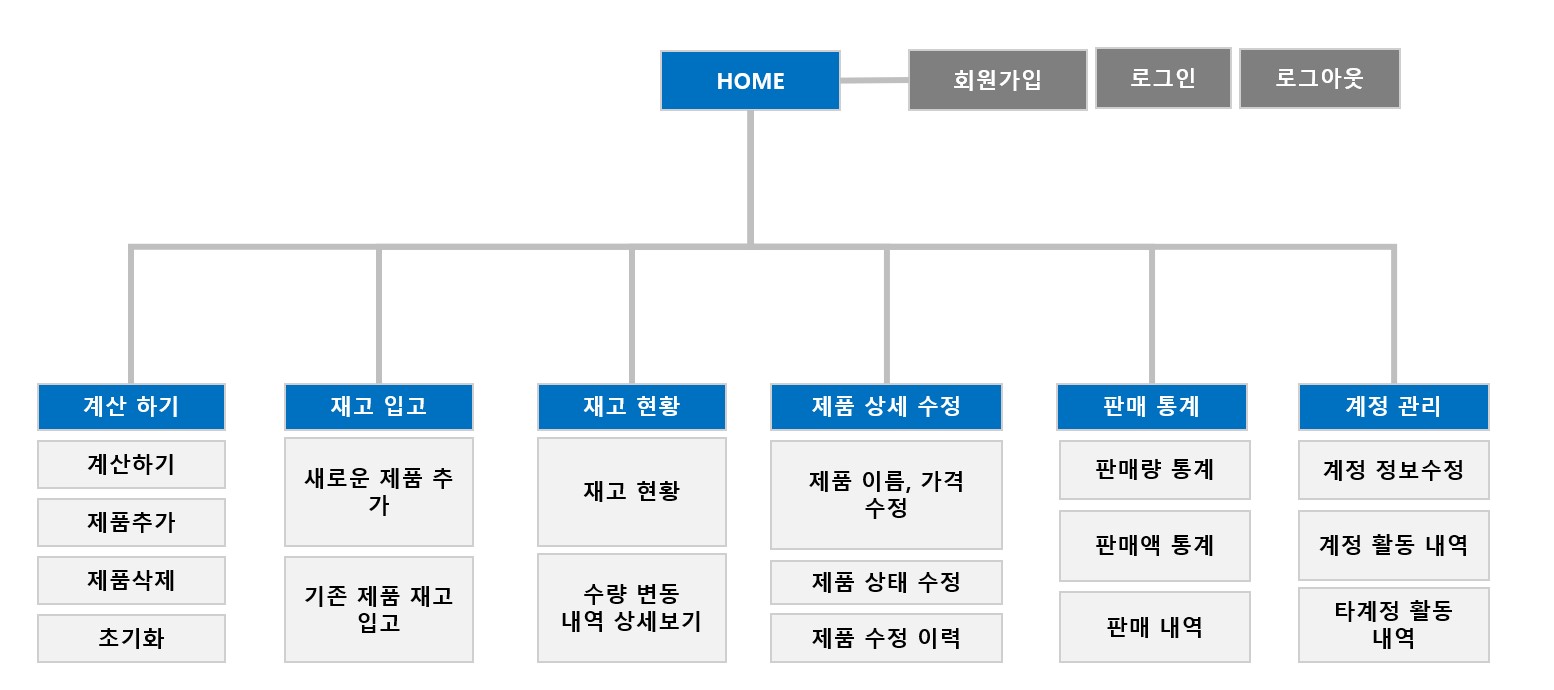 HOME
회원가입
로그인
로그아웃
계산 하기
계산하기
제품추가
제품삭제
초기화
재고 입고
새로운 제품 추
가
기존 제품 재고
입고
재고 현황
재고 현황
수량 변동
내역 상세보기
제품 상세 수정
제품 이름, 가격
수정
제품 상태 수정
제품 수정 이력
판매 통계
판매량 통계
판매액 통계
판매 내역
계정 관리
계정 정보수정
계정 활동 내역
타계정 활동
내역